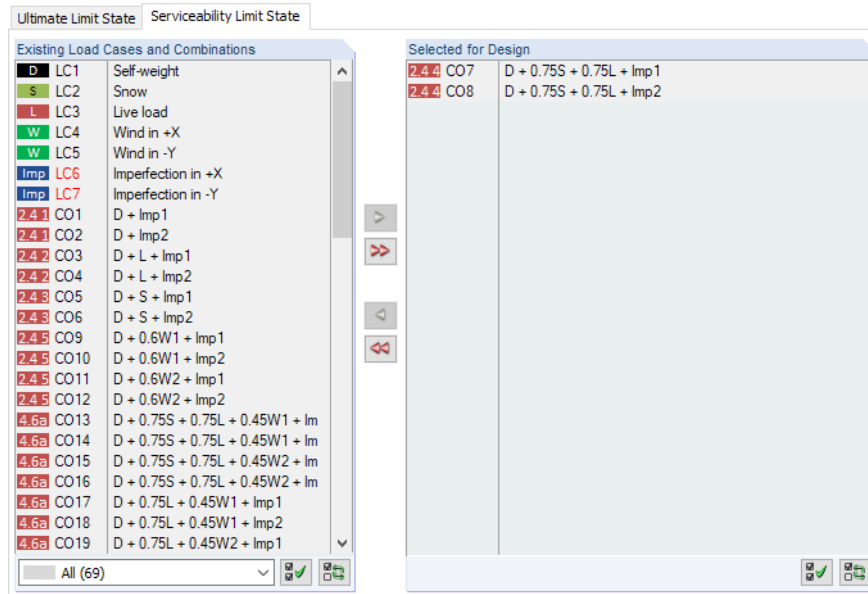 Ultimate Limit State Serviceability Limit State
Existing Load Cases and Combinations
D LC1 Self-weight
S LC2 Snow
L LC3 Live load
W LC4 Wind in +X
W LC5 Wind in -Y
Imp LC6 Imperfection in +X
Imp LC7 Imperfection in -Y
2.4 1 CO1 D + Imp1
2.4 1 CO2 D + Imp2
2.4 2 CO3 D + L + Imp1
2.4 2 CO4 D + L + Imp2
2.4 3 CO5 D + S + Imp1
2.4 3 CO6 D + S + Imp2
2.4 5 CO9 D + 0.6W1 + Imp1
2.4 5 CO10 D + 0.6W1 + Imp2
2.4 5 CO11 D + 0.6W2 + Imp1
2.4 5 CO12 D + 0.6W2 + Imp2
4.6a CO13 D + 0.75S + 0.75L + 0.45W1 + Im
4.6a CO14 D + 0.75S + 0.75L + 0.45W1 + Im
4.6a CO15 D + 0.75S + 0.75L + 0.45W2 + Im
4.6a CO16 D + 0.75S + 0.75L + 0.45W2 + Im
4.6a CO17 D + 0.75L + 0.45W1 + Imp1
4.6a CO18 D + 0.75L + 0.45W1 + Imp2
4.6a CO19 D + 0.75L + 0.45W2 + Imp1
All (69)
Selected for Design
2.4 4 CO7 D + 0.75S + 0.75L + Imp1
2.4 4 CO8 D + 0.75S + 0.75L + Imp2